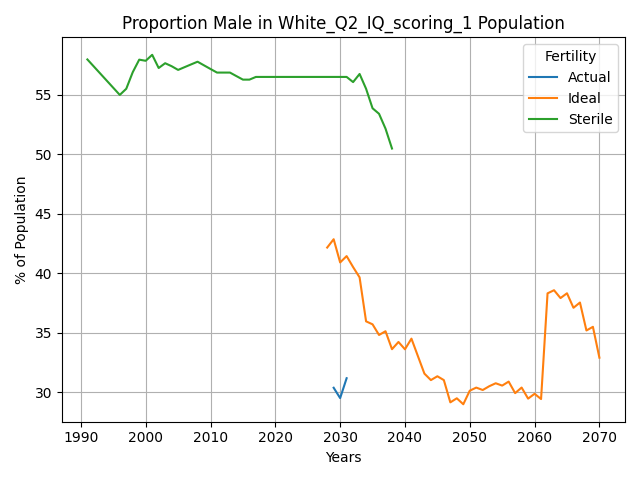 Proportion Male in White_Q2_IQ_scoring_1 Population
Fertility
Actual
Ideal
Sterile
% of Population
55
50
45
40
35
30
1990 2000 2010 2020 2030 2040 2050 2060 2070
Years